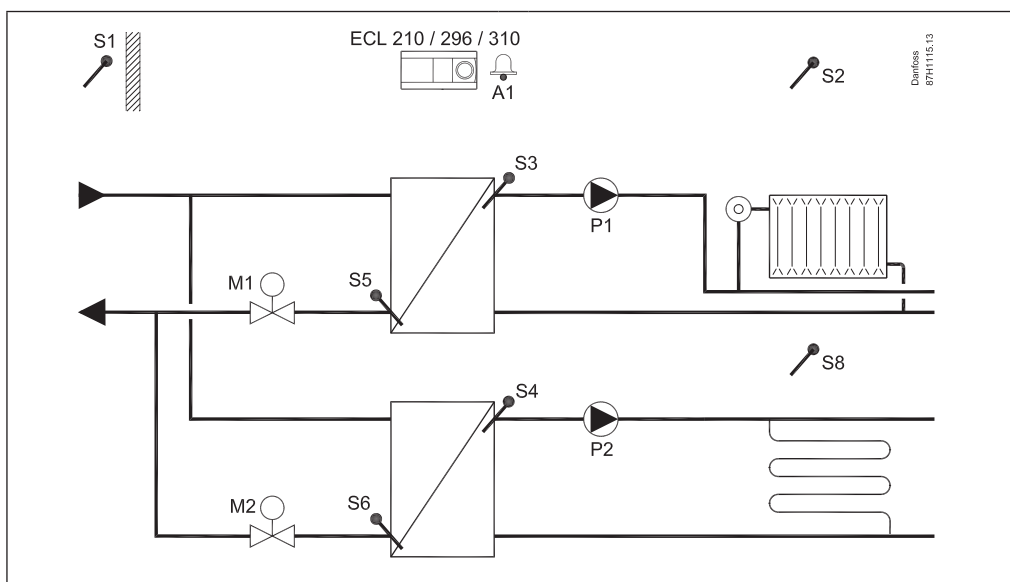 S1
ECL 210 / 296 / 310
A1
S2
Danfoss
87H1115.13
S3
P1
M1
S5
S8
S4
P2
M2
S6